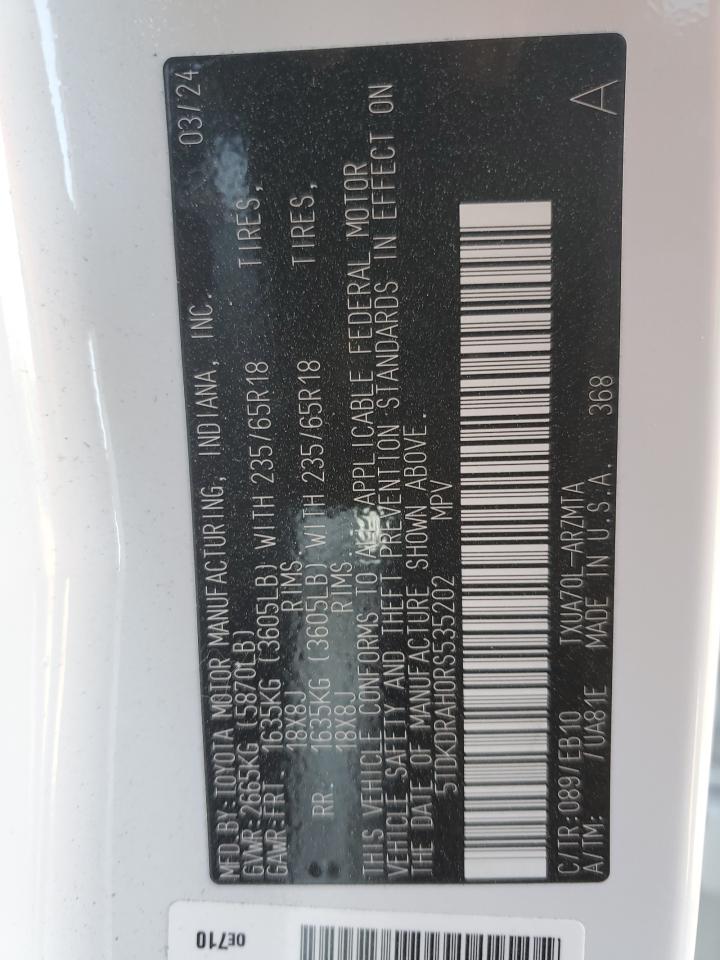 MFD. BY: TOYOTA MOTOR MANUFACTURING, INDIANA, INC. 03/24
GVWR: 2665KG (5870LB)
GAWR: FRT. 1635KG (3605LB) WITH 235/65R18 TIRES,
18X8J RIMS.
RR. 1635KG (3605LB) WITH 235/65R18 TIRES,
18X8J RIMS
THIS VEHICLE CONFORMS TO ALL APPLICABLE FEDERAL MOTOR
VEHICLE SAFETY AND THEFT PREVENTION STANDARDS IN EFFECT ON
THE DATE OF MANUFACTURE SHOWN ABOVE.
5TDKDRAH0RS535202 MPV
C/TR: 089/EB10 TXUA70L-ARZMTA
A/TM: /UA81E MADE IN U.S.A. 368 A
0E710